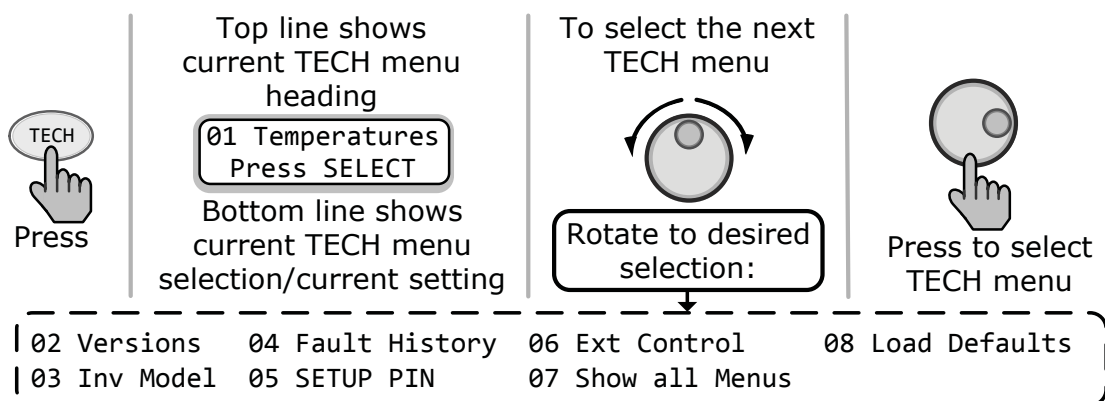 TECH
Press
Top line shows
current TECH menu
heading
01 Temperatures
Press SELECT
Bottom line shows
current TECH menu
selection/current setting
To select the next
TECH menu
Rotate to desired
selection:
Press to select
TECH menu
02 Versions 04 Fault History 06 Ext Control 08 Load Defaults
03 Inv Model 05 SETUP PIN 07 Show all Menus